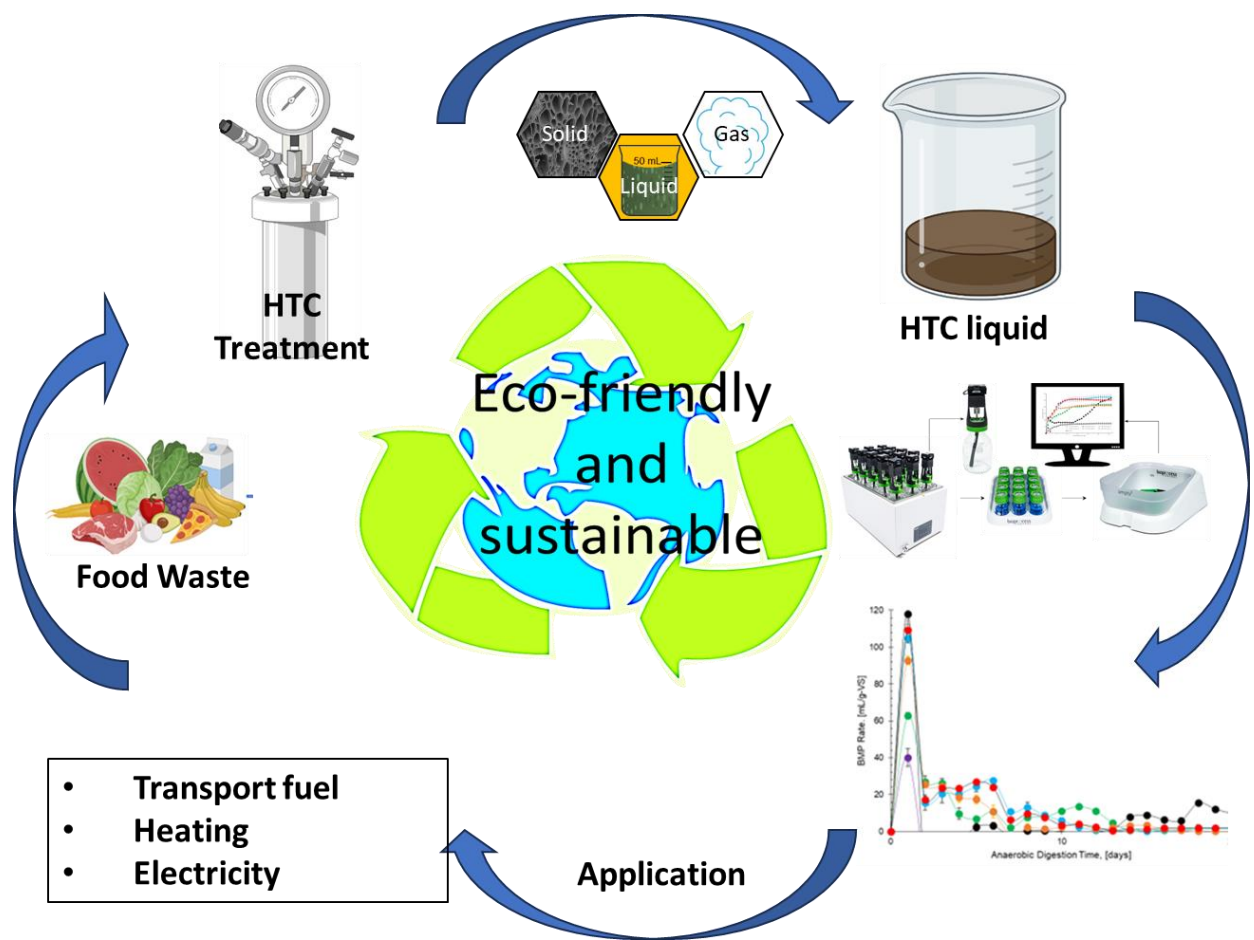 Solid
Gas
50 mL
Liquid
HTC
Treatment
HTC liquid
Eco-friendly
and
sustainable
Food Waste
120
100
80
60
40
20
0
BMP Rate. [mL/g-VS]
0
10
Anaerobic Digestion Time, [days]
• Transport fuel
• Heating
• Electricity
Application